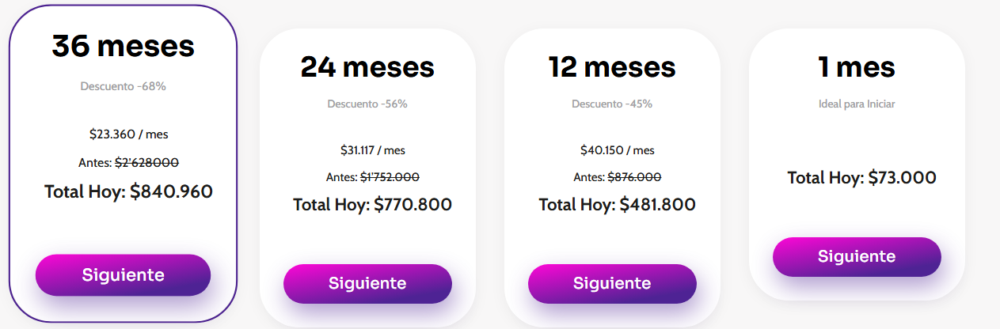 36 meses
Descuento -68%
$23.360 / mes
Antes: $2'628000
Total Hoy: $840.960
Siguiente
24 meses
Descuento -56%
$31.117 / mes
Antes: $1'752.000
Total Hoy: $770.800
Siguiente
12 meses
Descuento -45%
$40.150 / mes
Antes: $876.000
Total Hoy: $481.800
Siguiente
1 mes
Ideal para Iniciar
Total Hoy: $73.000
Siguiente